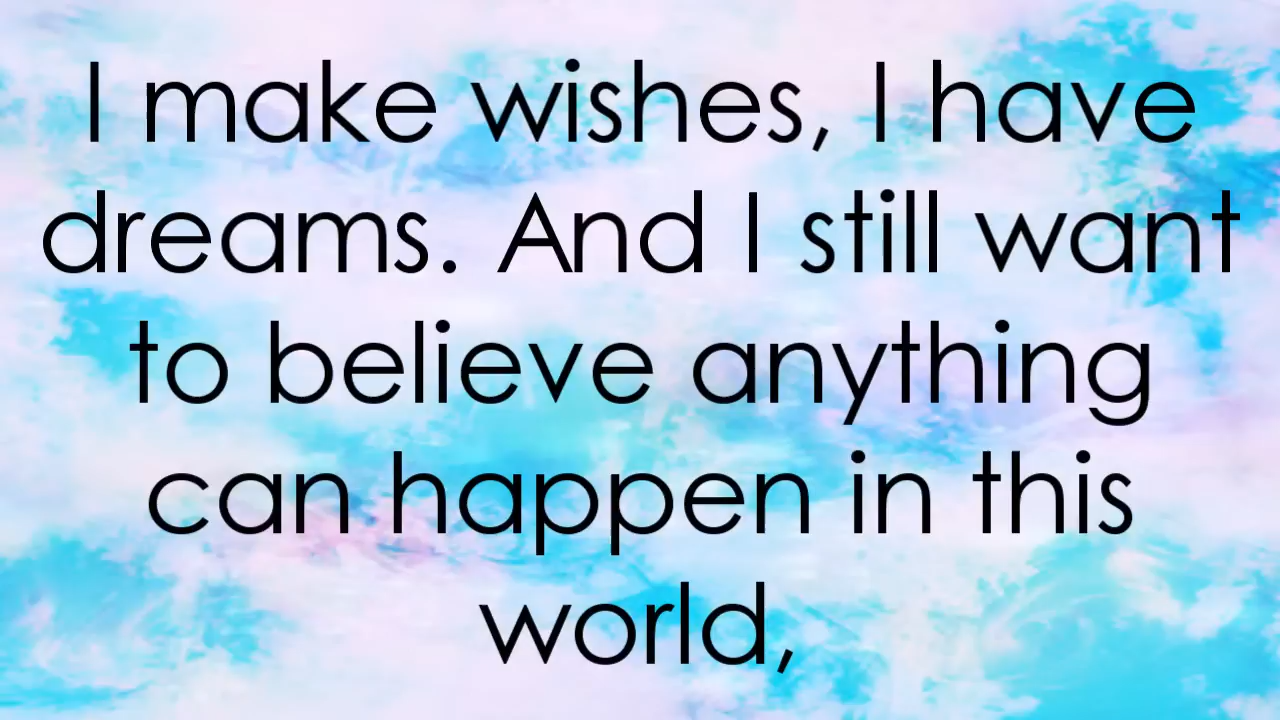 I make wishes, I have
dreams. And I still want
to believe anything
can happen in this
world,